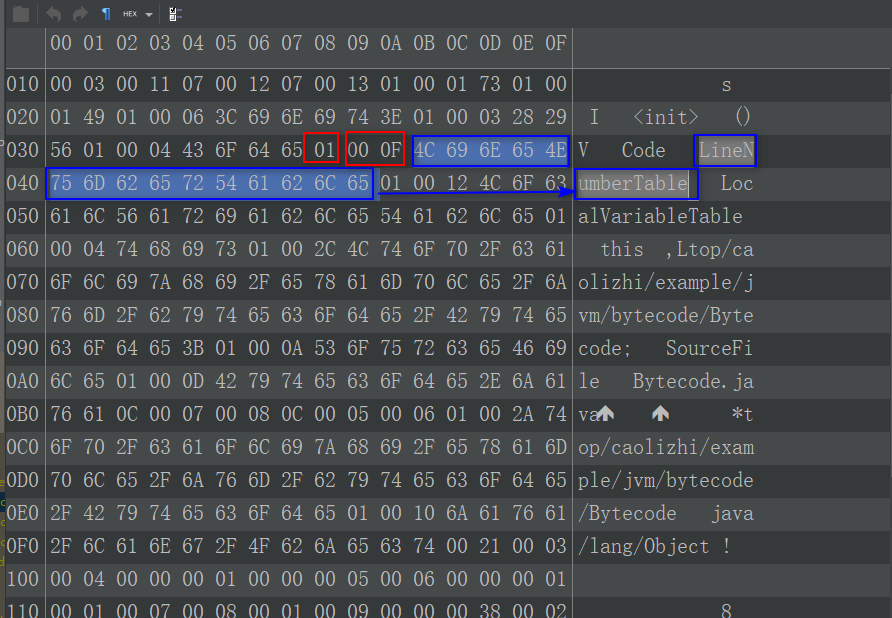 HEX
00 01 02 03 04 05 06 07 08 09 0A 0B 0C 0D 0E 0F
010 00 03 00 11 07 00 12 07 00 13 01 00 01 73 01 00 s
020 01 49 01 00 06 3C 69 6E 69 74 3E 01 00 03 28 29 I <init> ()
030 56 01 00 04 43 6F 64 65 01 00 0F 4C 69 6E 65 4E V Code LineN
040 75 6D 62 65 72 54 61 62 6C 65 01 00 12 4C 6F 63 umberTable Loc
050 61 6C 56 61 72 69 61 62 6C 65 54 61 62 6C 65 01 alVariableTable
060 00 04 74 68 69 73 01 00 2C 4C 74 6F 70 2F 63 61 this ,Ltop/ca
070 6F 6C 69 7A 68 69 2F 65 78 61 6D 70 6C 65 2F 6A olizhi/example/j
080 76 6D 2F 62 79 74 65 63 6F 64 65 2F 42 79 74 65 vm/bytecode/Byte
090 63 6F 64 65 3B 01 00 0A 53 6F 75 72 63 65 46 69 code; SourceFi
0A0 6C 65 01 00 0D 42 79 74 65 63 6F 64 65 2E 6A 61 le Bytecode.ja
0B0 76 61 0C 00 07 00 08 0C 00 05 00 06 01 00 2A 74 va *t
0C0 6F 70 2F 63 61 6F 6C 69 7A 68 69 2F 65 78 61 6D op/caolizhi/exam
0D0 70 6C 65 2F 6A 76 6D 2F 62 79 74 65 63 6F 64 65 ple/jvm/bytecode
0E0 2F 42 79 74 65 63 6F 64 65 01 00 10 6A 61 76 61 /Bytecode java
0F0 2F 6C 61 6E 67 2F 4F 62 6A 65 63 74 00 21 00 03 /lang/Object !
100 00 04 00 00 00 01 00 00 00 05 00 06 00 00 00 01
110 00 01 00 07 00 08 00 01 00 09 00 00 00 38 00 02 8